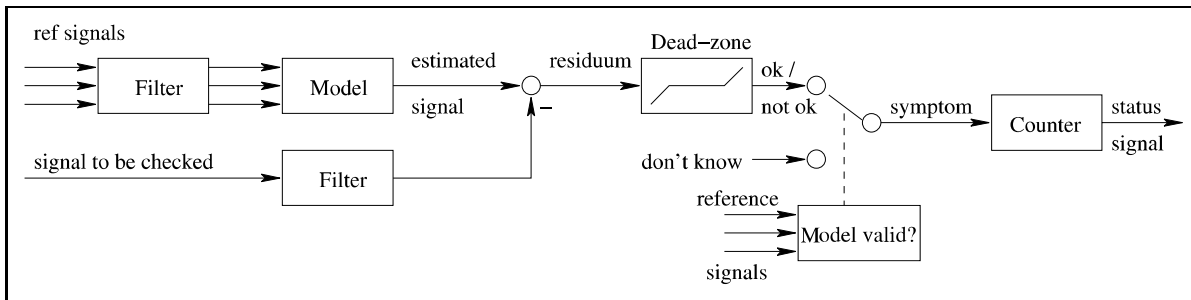 ref signals
Filter
Model
estimated
signal
−
residuum
Dead−zone
ok /
not ok
symptom
Counter
status
signal
signal to be checked
Filter
don't know
reference
signals
Model valid?